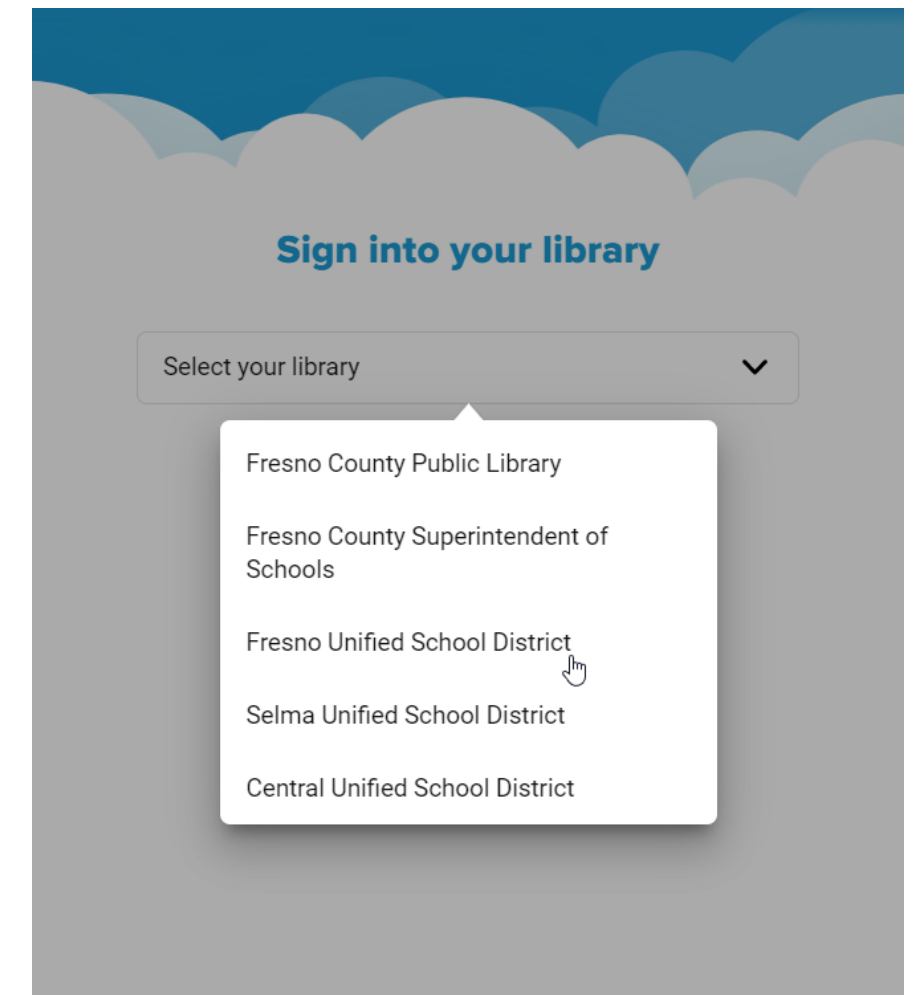 Sign into your library
Select your library
Fresno County Public Library
Fresno County Superintendent of
Schools
Fresno Unified School District
Selma Unified School District
Central Unified School District